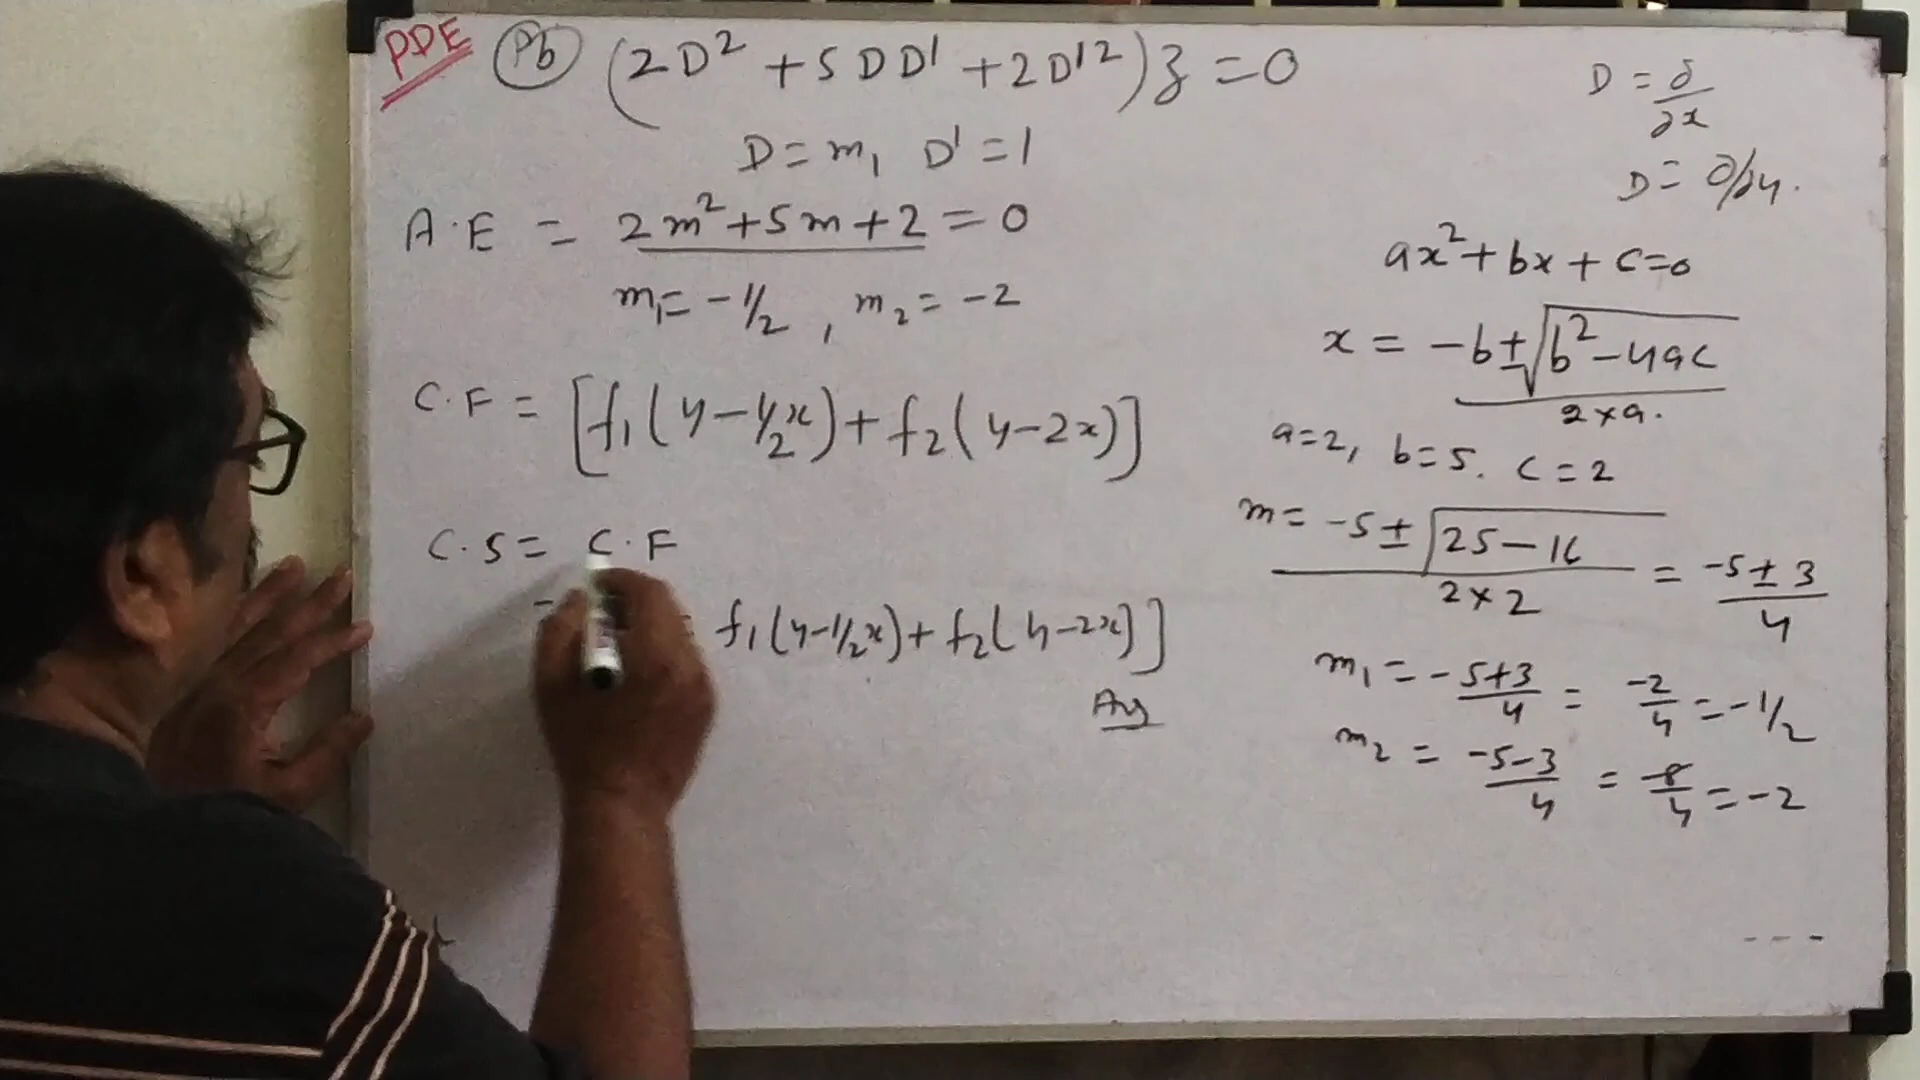 PDE Pb (2D² + 5DD' + 2D'²)z = 0
D = m, D' = 1
A.E = 2m² + 5m + 2 = 0
m₁ = -1/2, m₂ = -2
C.F = [f₁(y - 1/2x) + f₂(y - 2x)]
C.S = C.F
= f₁(y - 1/2x) + f₂(y - 2x)]
Ans
D = ∂/∂x
D = ∂/∂y.
ax² + bx + c = 0
x = -b ± √b² - 4ac / 2×a.
a = 2, b = 5. c = 2
m = -5 ± √25 - 16 / 2×2 = -5 ± 3 / 4
m₁ = -5+3/4 = -2/4 = -1/2
m₂ = -5-3/4 = -8/4 = -2